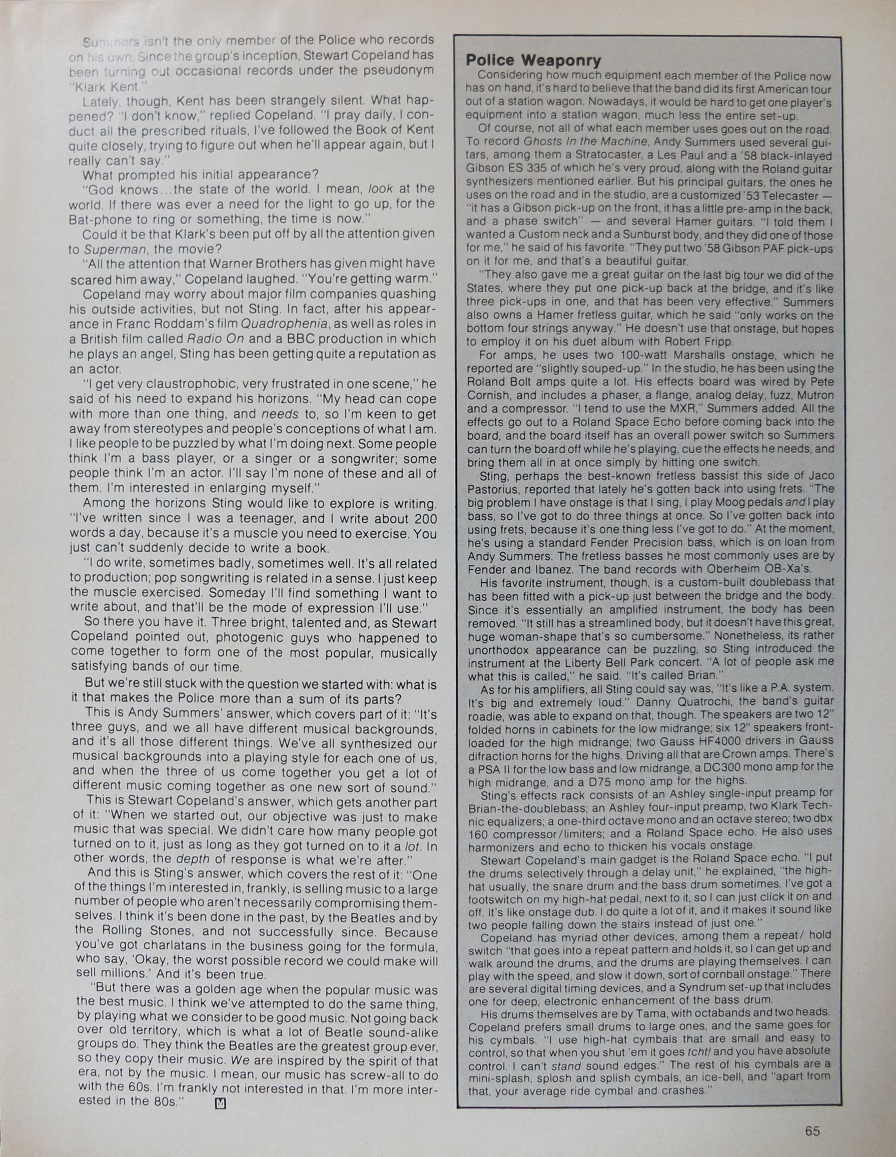 Summers isn't the only member of the Police who records
on his own. Since the group's inception, Stewart Copeland has
been turning out occasional records under the pseudonym
"Klark Kent."
Lately, though, Kent has been strangely silent. What hap-
pened? "I don't know," replied Copeland. "I pray daily, I con-
duct all the prescribed rituals, I've followed the Book of Kent
quite closely, trying to figure out when he'll appear again, but I
really can't say."
What prompted his initial appearance?
"God knows...the state of the world. I mean, look at the
world. If there was ever a need for the light to go up, for the
Bat-phone to ring or something, the time is now."
Could it be that Klark's been put off by all the attention given
to Superman, the movie?
"All the attention that Warner Brothers has given might have
scared him away," Copeland laughed. "You're getting warm."
Copeland may worry about major film companies quashing
his outside activities, but not Sting. In fact, after his appear-
ance in Franc Roddam's film Quadrophenia, as well as roles in
a British film called Radio On and a BBC production in which
he plays an angel, Sting has been getting quite a reputation as
an actor.
"I get very claustrophobic, very frustrated in one scene," he
said of his need to expand his horizons. "My head can cope
with more than one thing, and needs to, so I'm keen to get
away from stereotypes and people's conceptions of what I am.
I like people to be puzzled by what I'm doing next. Some people
think I'm a bass player, or a singer or a songwriter; some
people think I'm an actor. I'll say I'm none of these and all of
them. I'm interested in enlarging myself."
Among the horizons Sting would like to explore is writing.
"I've written since I was a teenager, and I write about 200
words a day, because it's a muscle you need to exercise. You
just can't suddenly decide to write a book.
"I do write, sometimes badly, sometimes well. It's all related
to production; pop songwriting is related in a sense. I just keep
the muscle exercised. Someday I'll find something I want to
write about, and that'll be the mode of expression I'll use."
So there you have it. Three bright, talented and, as Stewart
Copeland pointed out, photogenic guys who happened to
come together to form one of the most popular, musically
satisfying bands of our time.
But we're still stuck with the question we started with: what is
it that makes the Police more than a sum of its parts?
This is Andy Summers' answer, which covers part of it: "It's
three guys, and we all have different musical backgrounds,
and it's all those different things. We've all synthesized our
musical backgrounds into a playing style for each one of us,
and when the three of us come together you get a lot of
different music coming together as one new sort of sound."
This is Stewart Copeland's answer, which gets another part
of it: "When we started out, our objective was just to make
music that was special. We didn't care how many people got
turned on to it, just as long as they got turned on to it a lot. In
other words, the depth of response is what we're after."
And this is Sting's answer, which covers the rest of it: "One
of the things I'm interested in, frankly, is selling music to a large
number of people who aren't necessarily compromising them-
selves. I think it's been done in the past, by the Beatles and by
the Rolling Stones, and not successfully since. Because
you've got charlatans in the business going for the formula,
who say, 'Okay, the worst possible record we could make will
sell millions.' And it's been true.
"But there was a golden age when the popular music was
the best music. I think we've attempted to do the same thing,
by playing what we consider to be good music. Not going back
over old territory, which is what a lot of Beatle sound-alike
groups do. They think the Beatles are the greatest group ever,
so they copy their music. We are inspired by the spirit of that
era, not by the music. I mean, our music has screw-all to do
with the 60s. I'm frankly not interested in that. I'm more inter-
ested in the 80s." M
Police Weaponry
Considering how much equipment each member of the Police now
has on hand, it's hard to believe that the band did its first American tour
out of a station wagon. Nowadays, it would be hard to get one player's
equipment into a station wagon, much less the entire set-up.
Of course, not all of what each member uses goes out on the road.
To record Ghosts In the Machine, Andy Summers used several gui-
tars, among them a Stratocaster, a Les Paul and a '58 black-inlayed
Gibson ES 335 of which he's very proud, along with the Roland guitar
synthesizers mentioned earlier. But his principal guitars, the ones he
uses on the road and in the studio, are a customized '53 Telecaster —
"it has a Gibson pick-up on the front, it has a little pre-amp in the back,
and a phase switch" — and several Hamer guitars. "I told them I
wanted a Custom neck and a Sunburst body, and they did one of those
for me," he said of his favorite. "They put two '58 Gibson PAF pick-ups
on it for me, and that's a beautiful guitar.
"They also gave me a great guitar on the last big tour we did of the
States, where they put one pick-up back at the bridge, and it's like
three pick-ups in one, and that has been very effective." Summers
also owns a Hamer fretless guitar, which he said "only works on the
bottom four strings anyway." He doesn't use that onstage, but hopes
to employ it on his duet album with Robert Fripp.
For amps, he uses two 100-watt Marshalls onstage, which he
reported are "slightly souped-up." In the studio, he has been using the
Roland Bolt amps quite a lot. His effects board was wired by Pete
Cornish, and includes a phaser, a flange, analog delay, fuzz, Mutron
and a compressor. "I tend to use the MXR," Summers added. All the
effects go out to a Roland Space Echo before coming back into the
board, and the board itself has an overall power switch so Summers
can turn the board off while he's playing, cue the effects he needs, and
bring them all in at once simply by hitting one switch.
Sting, perhaps the best-known fretless bassist this side of Jaco
Pastorius, reported that lately he's gotten back into using frets. "The
big problem I have onstage is that I sing, I play Moog pedals and I play
bass, so I've got to do three things at once. So I've gotten back into
using frets, because it's one thing less I've got to do." At the moment,
he's using a standard Fender Precision bass, which is on loan from
Andy Summers. The fretless basses he most commonly uses are by
Fender and Ibanez. The band records with Oberheim OB-Xa's.
His favorite instrument, though, is a custom-built doublebass that
has been fitted with a pick-up just between the bridge and the body.
Since it's essentially an amplified instrument, the body has been
removed. "It still has a streamlined body, but it doesn't have this great,
huge woman-shape that's so cumbersome." Nonetheless, its rather
unorthodox appearance can be puzzling, so Sting introduced the
instrument at the Liberty Bell Park concert. "A lot of people ask me
what this is called," he said. "It's called Brian."
As for his amplifiers, all Sting could say was, "It's like a P.A. system.
It's big and extremely loud." Danny Quatrochi, the band's guitar
roadie, was able to expand on that, though. The speakers are two 12"
folded horns in cabinets for the low midrange; six 12" speakers front-
loaded for the high midrange; two Gauss HF4000 drivers in Gauss
difraction horns for the highs. Driving all that are Crown amps. There's
a PSA II for the low bass and low midrange, a DC300 mono amp for the
high midrange, and a D75 mono amp for the highs.
Sting's effects rack consists of an Ashley single-input preamp for
Brian-the-doublebass; an Ashley four-input preamp, two Klark Tech-
nic equalizers; a one-third octave mono and an octave stereo; two dbx
160 compressor/limiters; and a Roland Space echo. He also uses
harmonizers and echo to thicken his vocals onstage.
Stewart Copeland's main gadget is the Roland Space echo. "I put
the drums selectively through a delay unit," he explained, "the high-
hat usually, the snare drum and the bass drum sometimes. I've got a
footswitch on my high-hat pedal, next to it, so I can just click it on and
off. It's like onstage dub. I do quite a lot of it, and it makes it sound like
two people falling down the stairs instead of just one."
Copeland has myriad other devices, among them a repeat/ hold
switch "that goes into a repeat pattern and holds it, so I can get up and
walk around the drums, and the drums are playing themselves. I can
play with the speed, and slow it down, sort of cornball onstage." There
are several digital timing devices, and a Syndrum set-up that includes
one for deep, electronic enhancement of the bass drum.
His drums themselves are by Tama, with octabands and two heads.
Copeland prefers small drums to large ones, and the same goes for
his cymbals. "I use high-hat cymbals that are small and easy to
control, so that when you shut 'em it goes tcht! and you have absolute
control. I can't stand sound edges." The rest of his cymbals are a
mini-splash, splosh and splish cymbals, an ice-bell, and "apart from
that, your average ride cymbal and crashes."
65